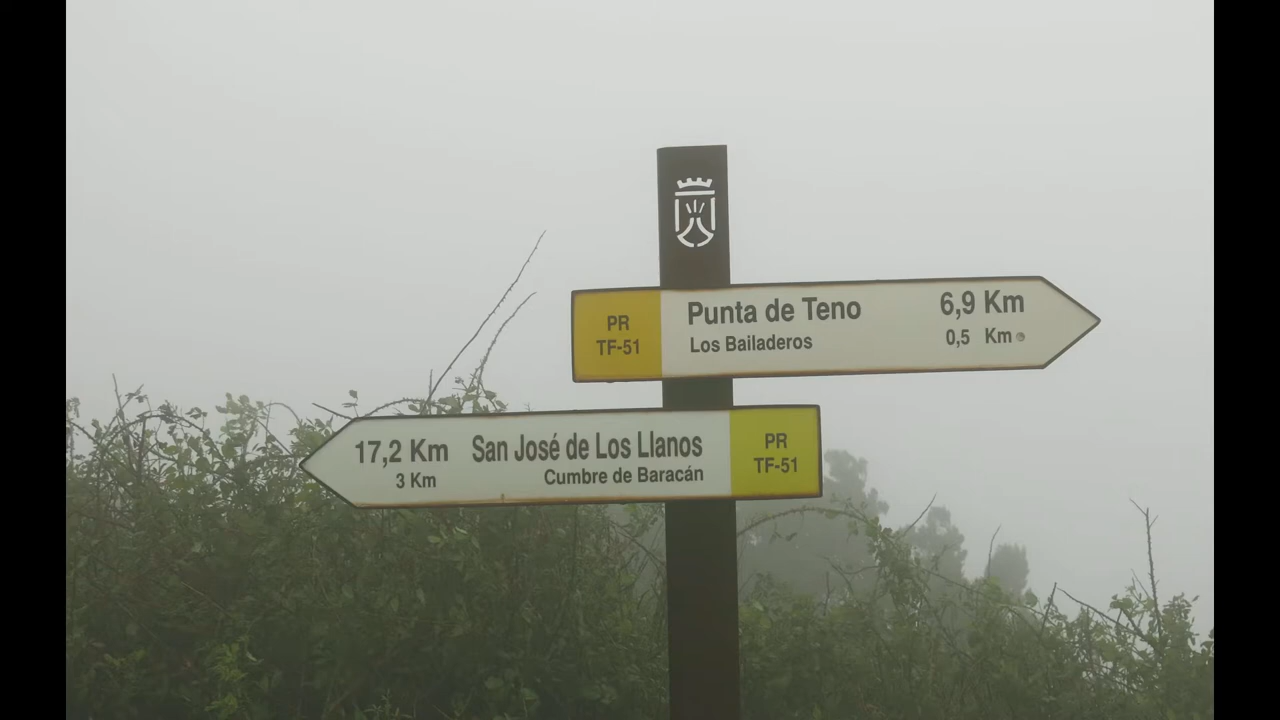 PR
TF-51
Punta de Teno 6,9 Km
Los Bailaderos 0,5 Km
17,2 Km San José de Los Llanos
3 Km Cumbre de Baracán
PR
TF-51